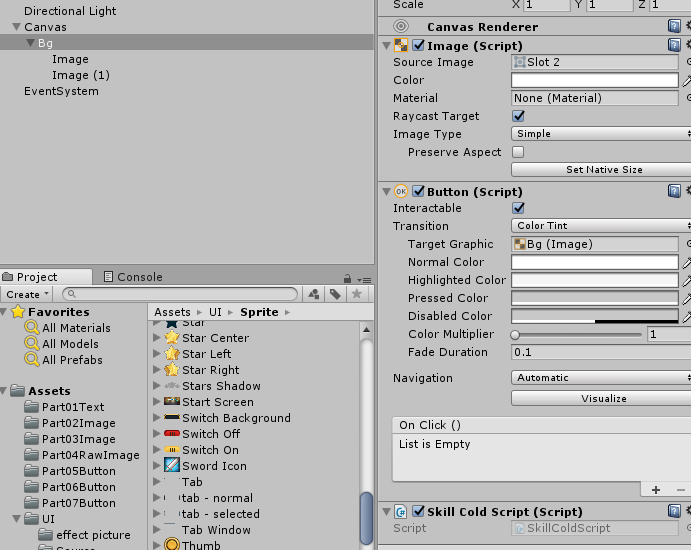 Directional Light
Canvas
Bg
Image
Image (1)
EventSystem
Project
Console
Create
Favorites
All Materials
All Models
All Prefabs
Assets
Part01Text
Part02Image
Part03Image
Part04RawImage
Part05Button
Part06Button
Part07Button
UI
effect picture
Assets UI Sprite
Star
Star Center
Star Left
Star Right
Stars Shadow
Start Screen
Switch Background
Switch Off
Switch On
Sword Icon
Tab
tab - normal
tab - selected
Tab Window
Thumb
Scale X 1 Y 1 Z 1
Canvas Renderer
Image (Script)
Source Image Slot 2
Color
Material None (Material)
Raycast Target
Image Type Simple
Preserve Aspect
Set Native Size
OK Button (Script)
Interactable
Transition Color Tint
Target Graphic Bg (Image)
Normal Color
Highlighted Color
Pressed Color
Disabled Color
Color Multiplier 1
Fade Duration 0.1
Navigation Automatic
Visualize
On Click ()
List is Empty
+ -
Skill Cold Script (Script)
Script SkillColdScript